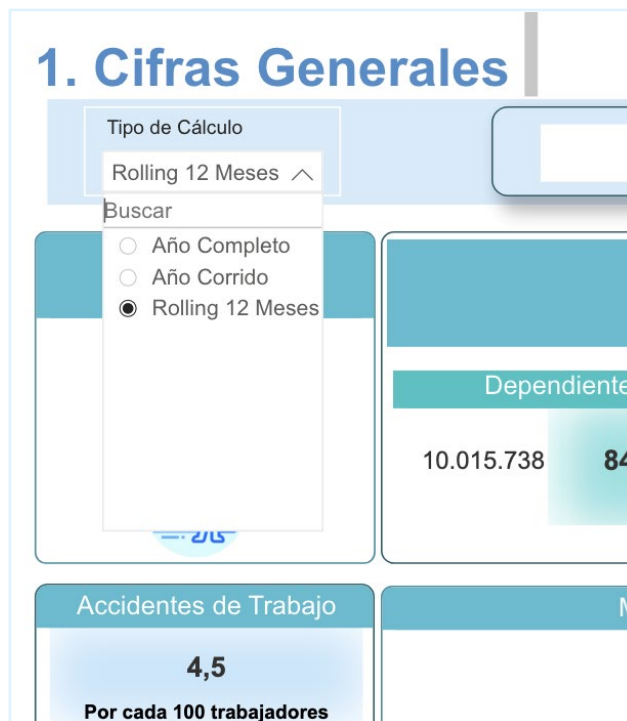 1. Cifras Generales
Tipo de Cálculo
Rolling 12 Meses
Buscar
Año Completo
Año Corrido
Rolling 12 Meses
10.015.738
84
Accidentes de Trabajo
4,5
Por cada 100 trabajadores